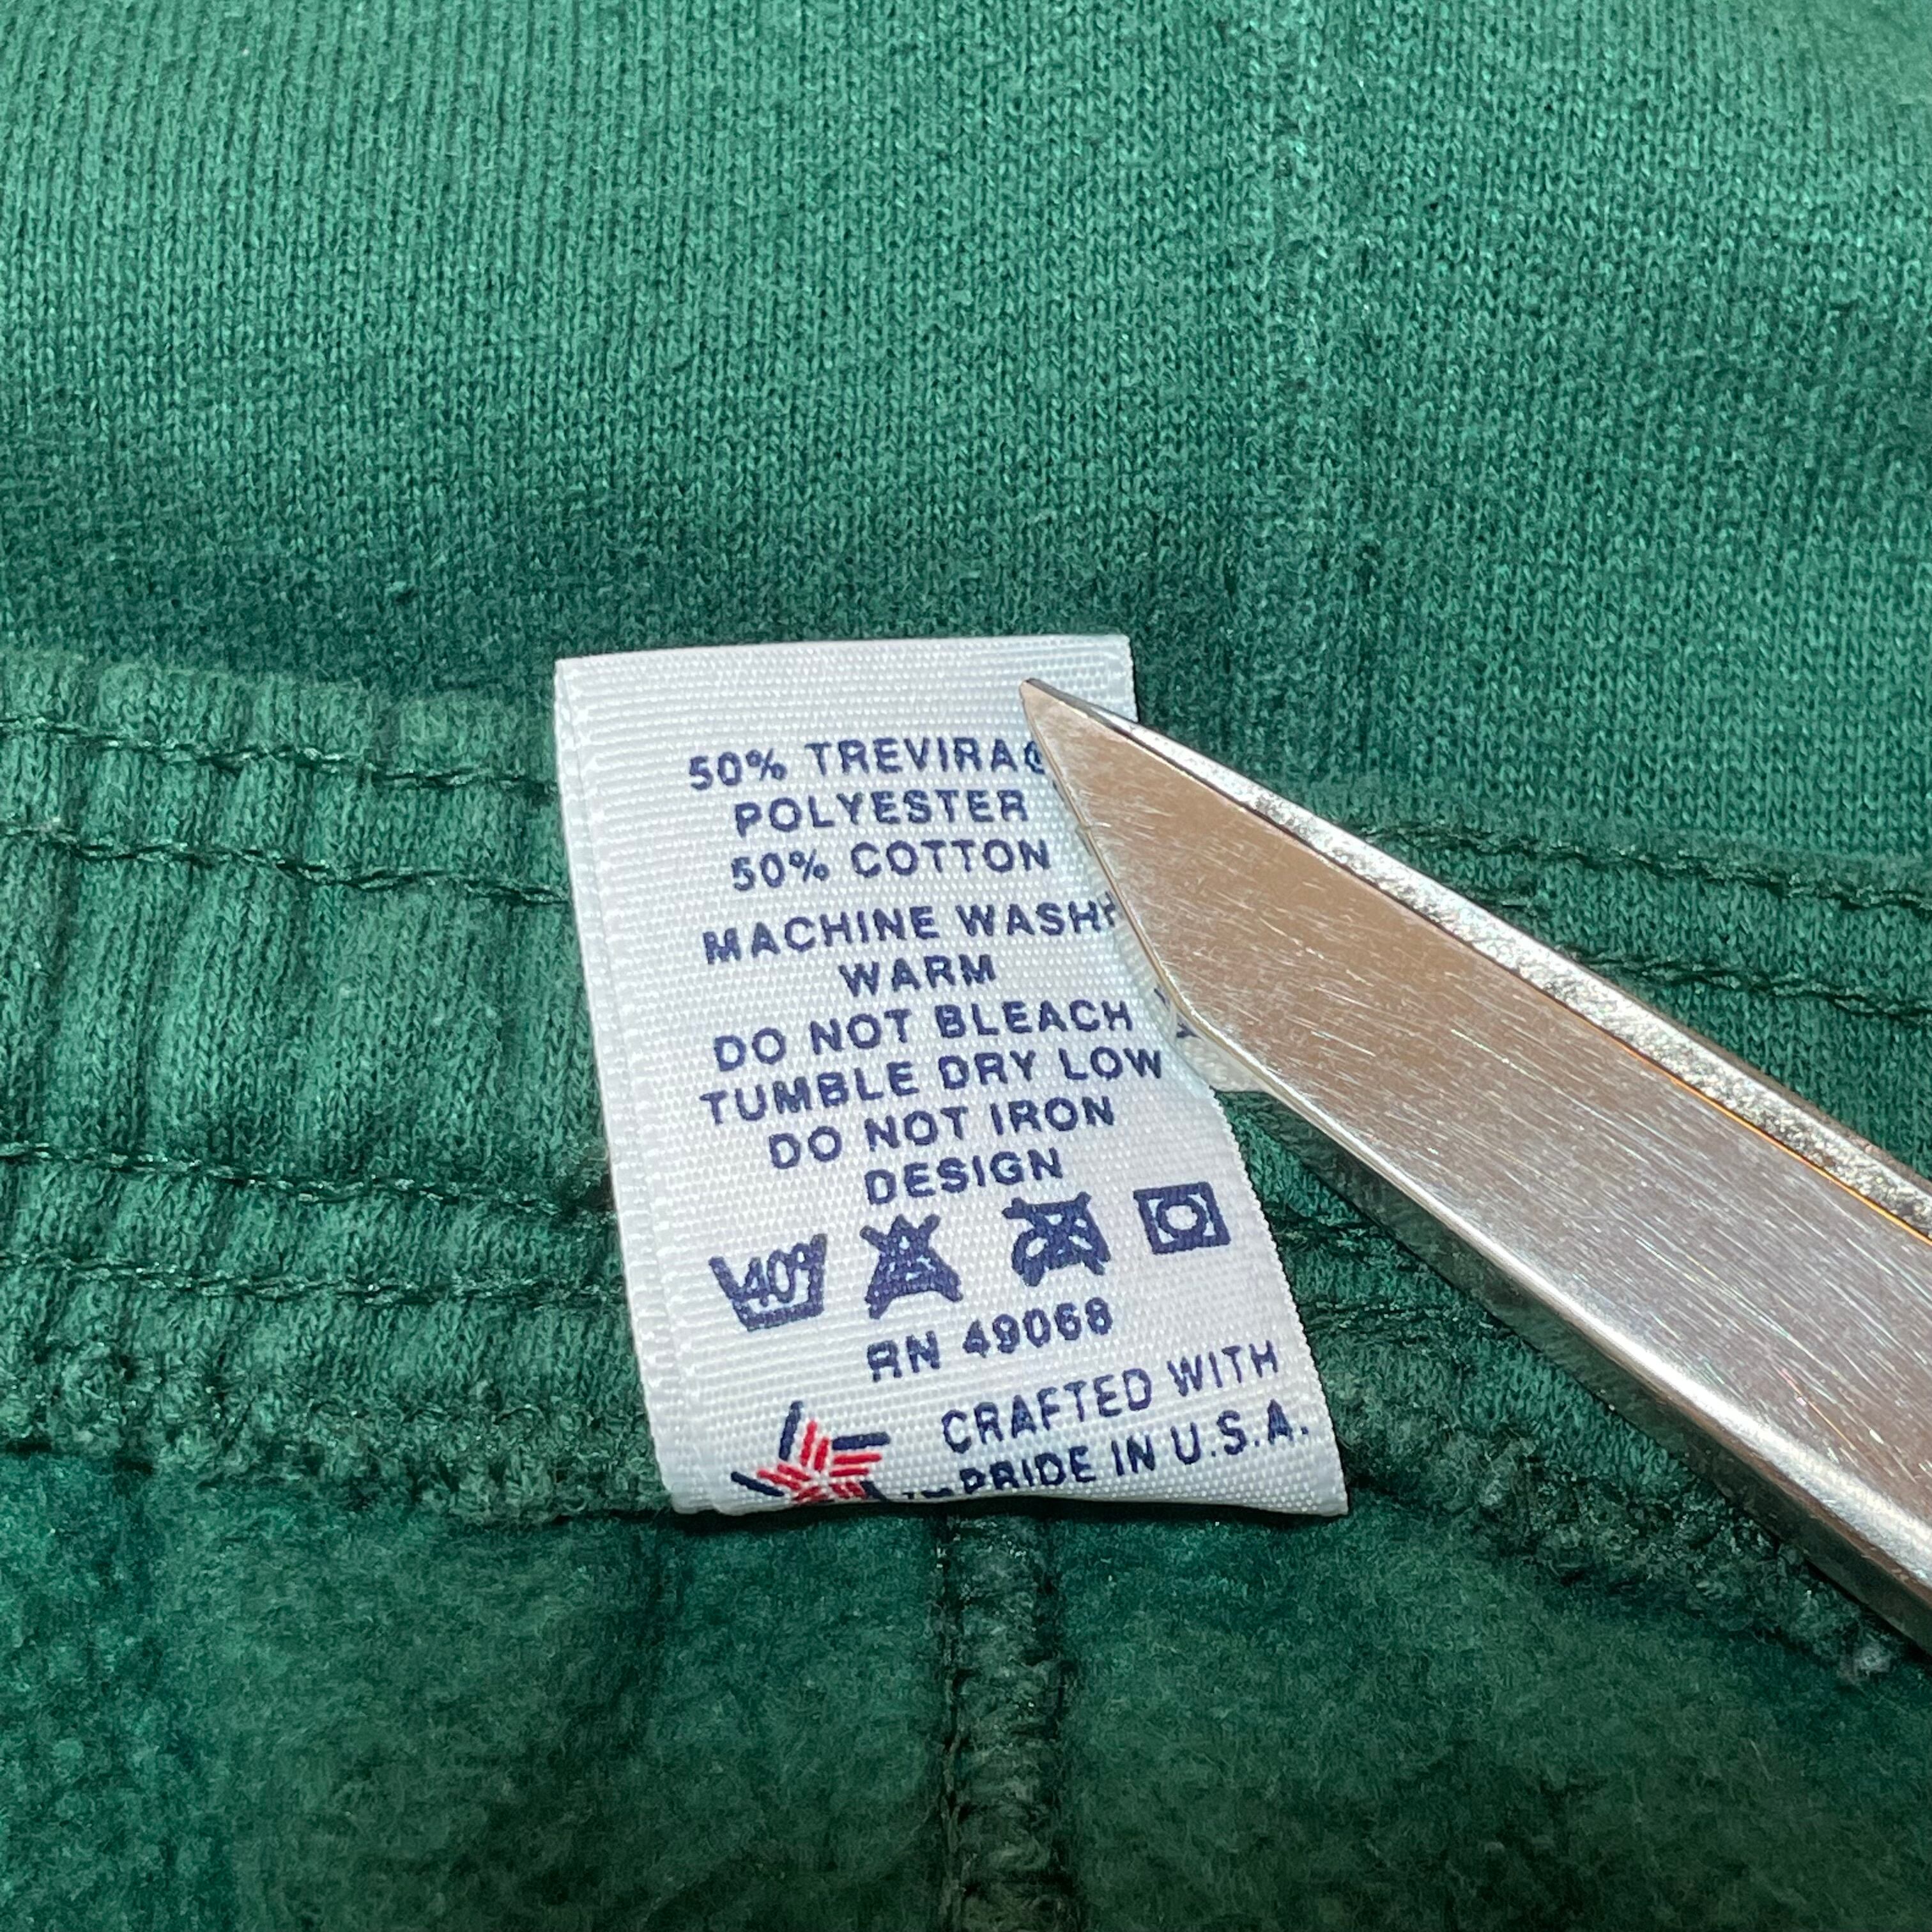 50% TREVIRA®
POLYESTER
50% COTTON
MACHINE WASH
WARM
DO NOT BLEACH
TUMBLE DRY LOW
DO NOT IRON
DESIGN
40°
RN 49068
CRAFTED WITH
™ PRIDE IN U.S.A.